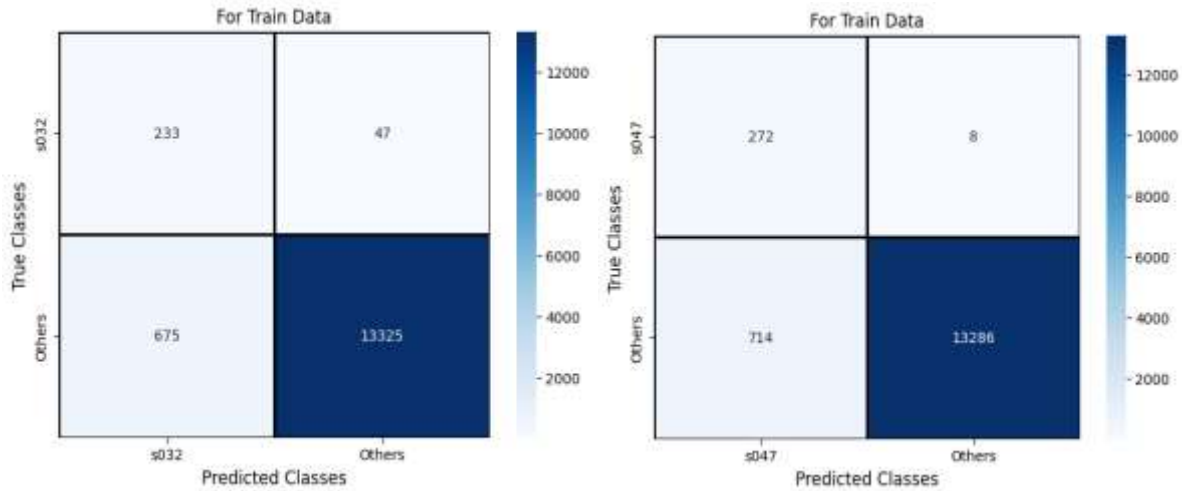 For Train Data
s032
233
47
12000
10000
8000
6000
4000
2000
True Classes
Others
675
13325
s032
Others
Predicted Classes
For Train Data
s047
272
8
12000
10000
8000
6000
4000
2000
True Classes
Others
714
13286
s047
Others
Predicted Classes